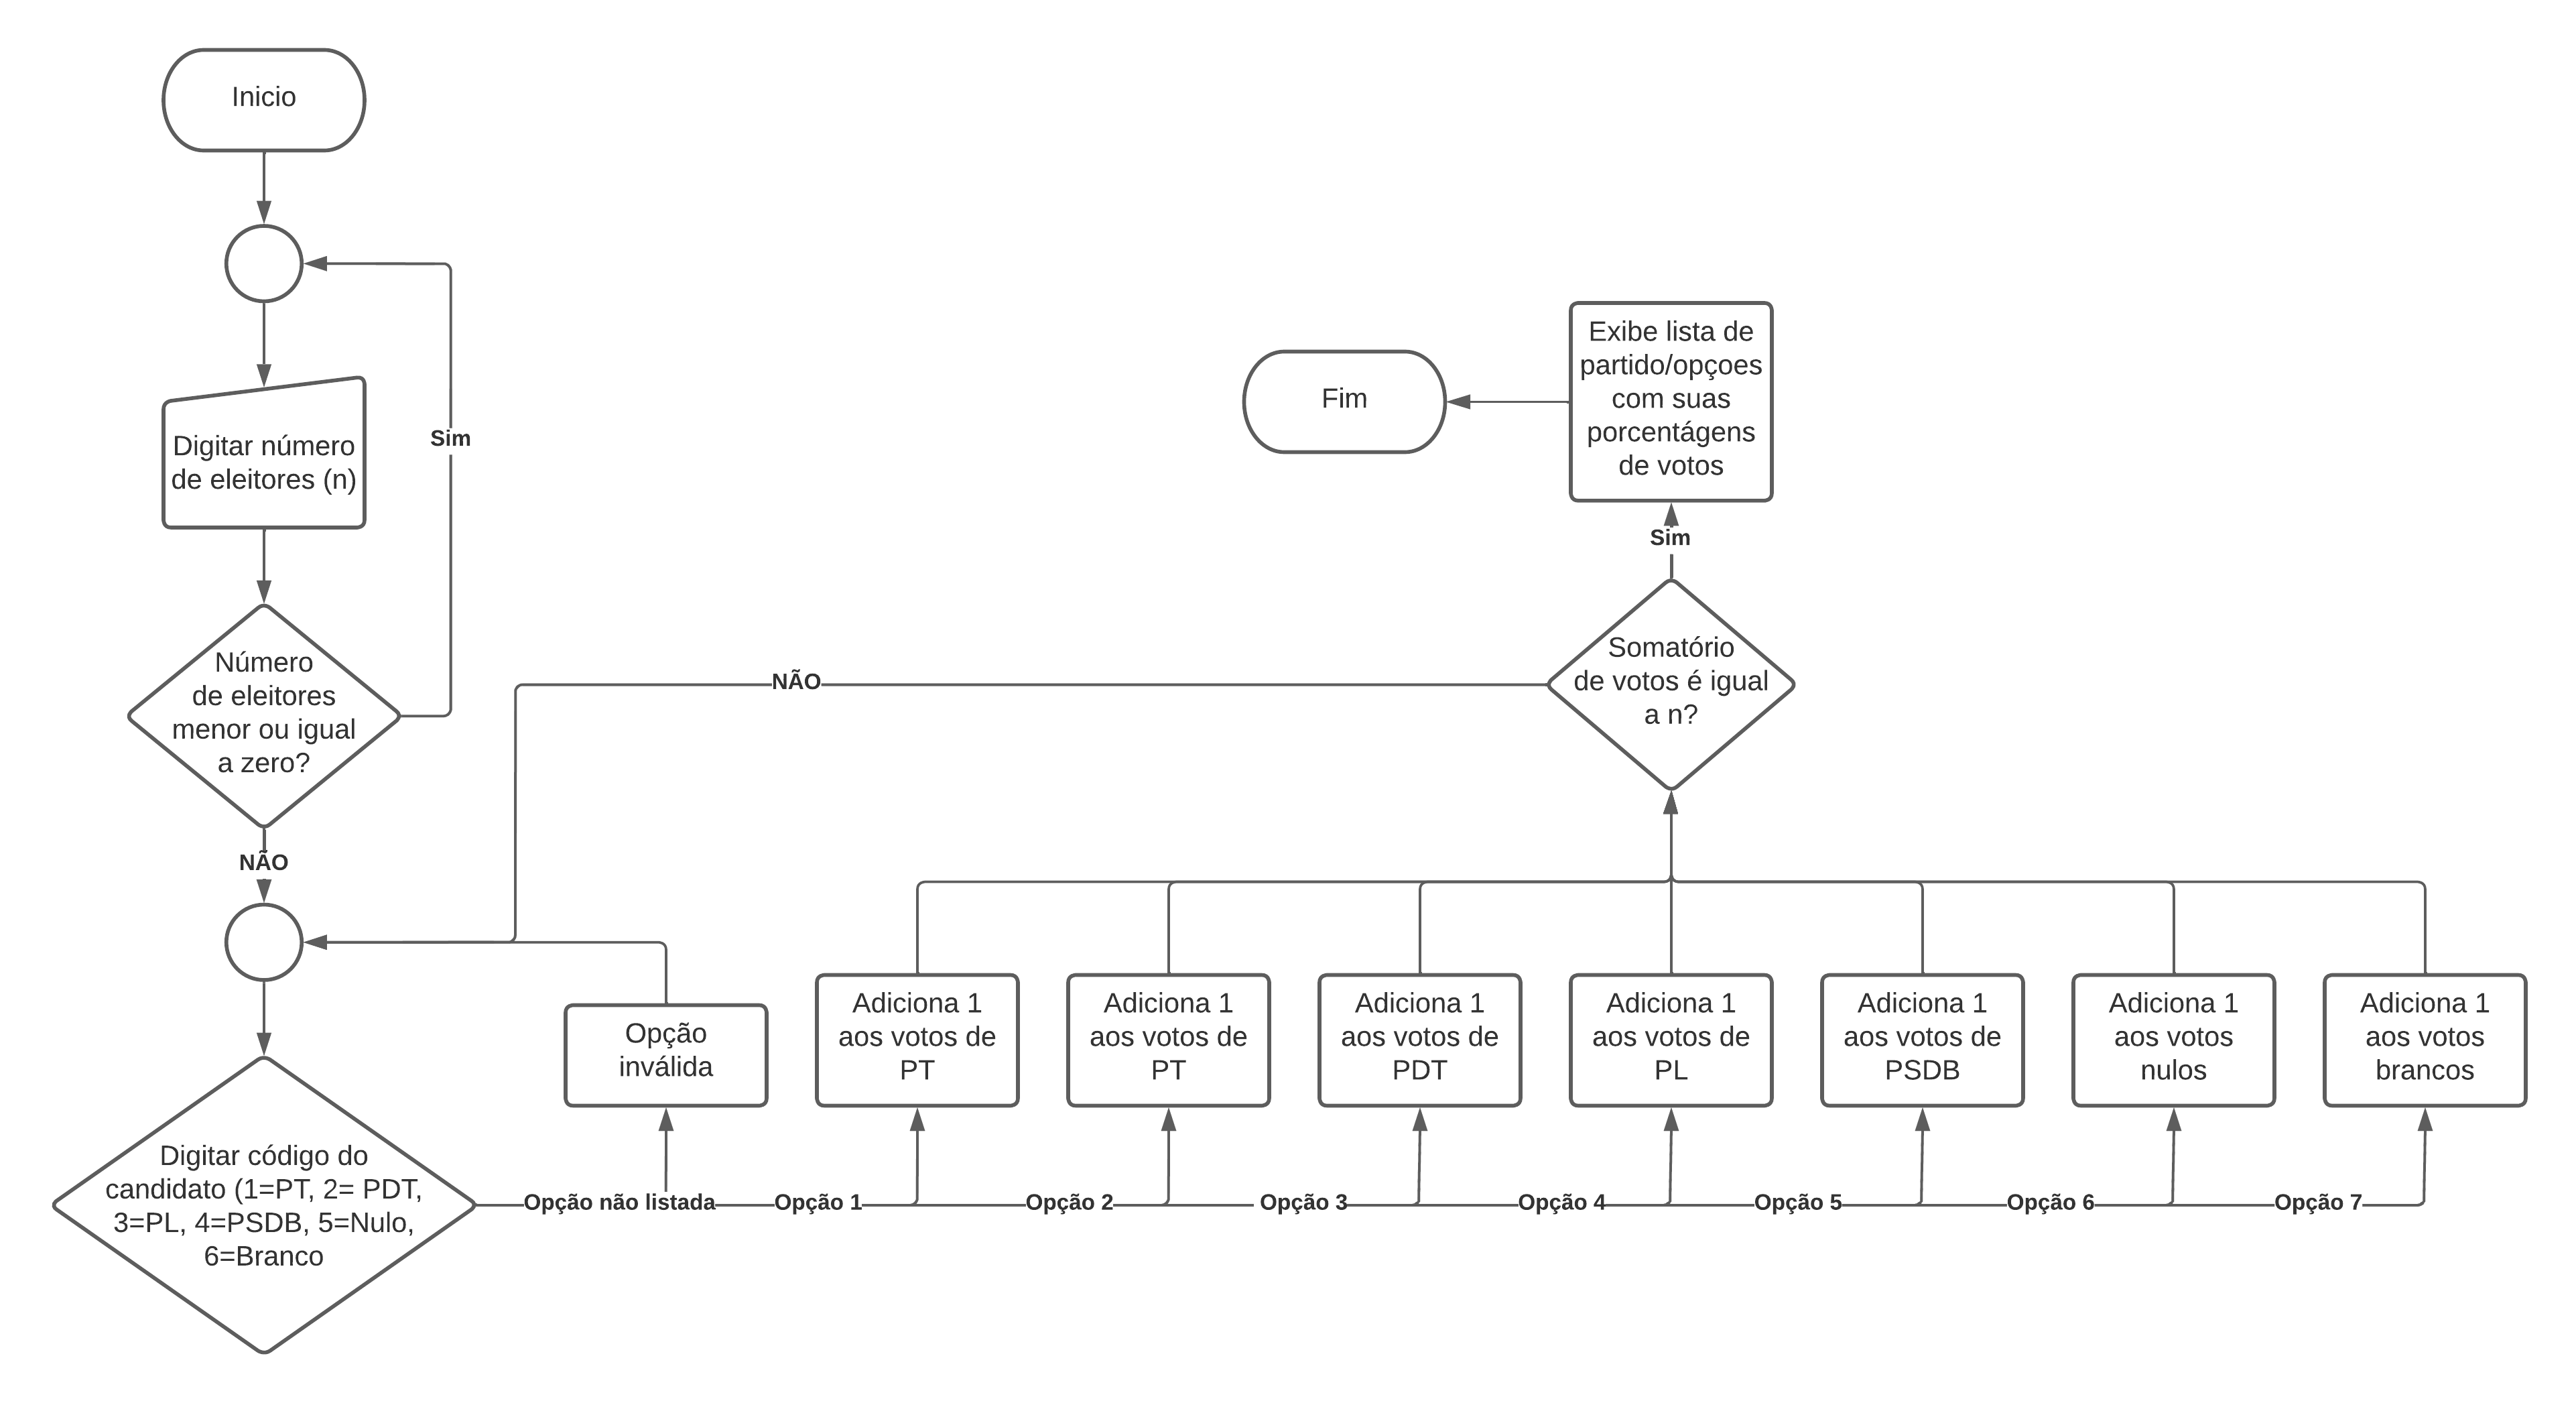 Inicio
Digitar número
de eleitores (n)
Sim
Número
de eleitores
menor ou igual
a zero?
NÃO
Digitar código do
candidato (1=PT, 2= PDT,
3=PL, 4=PSDB, 5=Nulo,
6=Branco
Opção não listada
Opção 1
Opção 2
Opção 3
Opção 4
Opção 5
Opção 6
Opção 7
Opção
inválida
Adiciona 1
aos votos de
PT
Adiciona 1
aos votos de
PT
Adiciona 1
aos votos de
PDT
Adiciona 1
aos votos de
PL
Adiciona 1
aos votos de
PSDB
Adiciona 1
aos votos
nulos
Adiciona 1
aos votos
brancos
Somatório
de votos é igual
a n?
NÃO
Sim
Exibe lista de
partido/opçoes
com suas
porcentágens
de votos
Fim